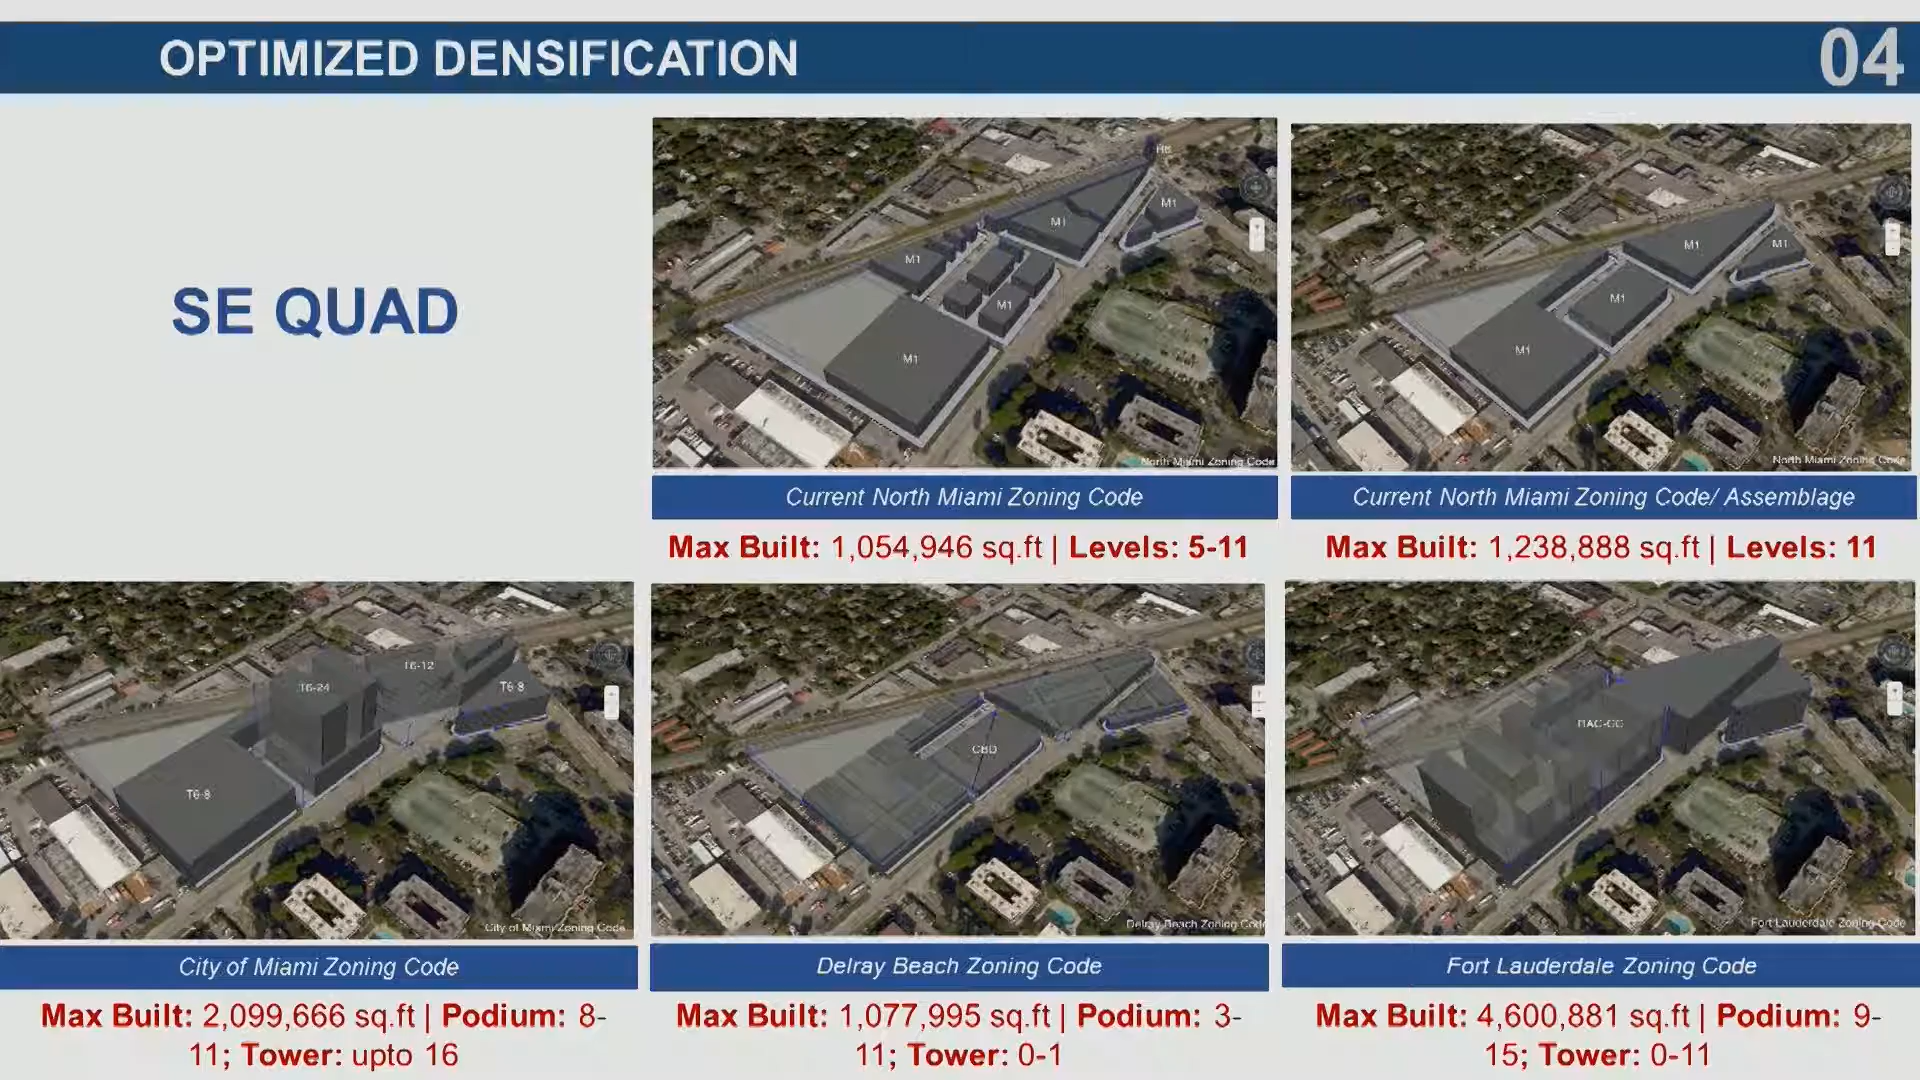 OPTIMIZED DENSIFICATION
04
SE QUAD
M1
M1
M1
M1
M1
North Miami Zoning Code
Current North Miami Zoning Code
Max Built: 1,054,946 sq.ft | Levels: 5-11
M1
M1
M1
M1
North Miami Zoning Code
Current North Miami Zoning Code/ Assemblage
Max Built: 1,238,888 sq.ft | Levels: 11
T6-24
T6-12
T6-8
T6-8
City of Miami Zoning Code
City of Miami Zoning Code
Max Built: 2,099,666 sq.ft | Podium: 8-
11; Tower: upto 16
CBD
Delray Beach Zoning Code
Delray Beach Zoning Code
Max Built: 1,077,995 sq.ft | Podium: 3-
11; Tower: 0-1
RAC-CC
Fort Lauderdale Zoning Code
Fort Lauderdale Zoning Code
Max Built: 4,600,881 sq.ft | Podium: 9-
15; Tower: 0-11